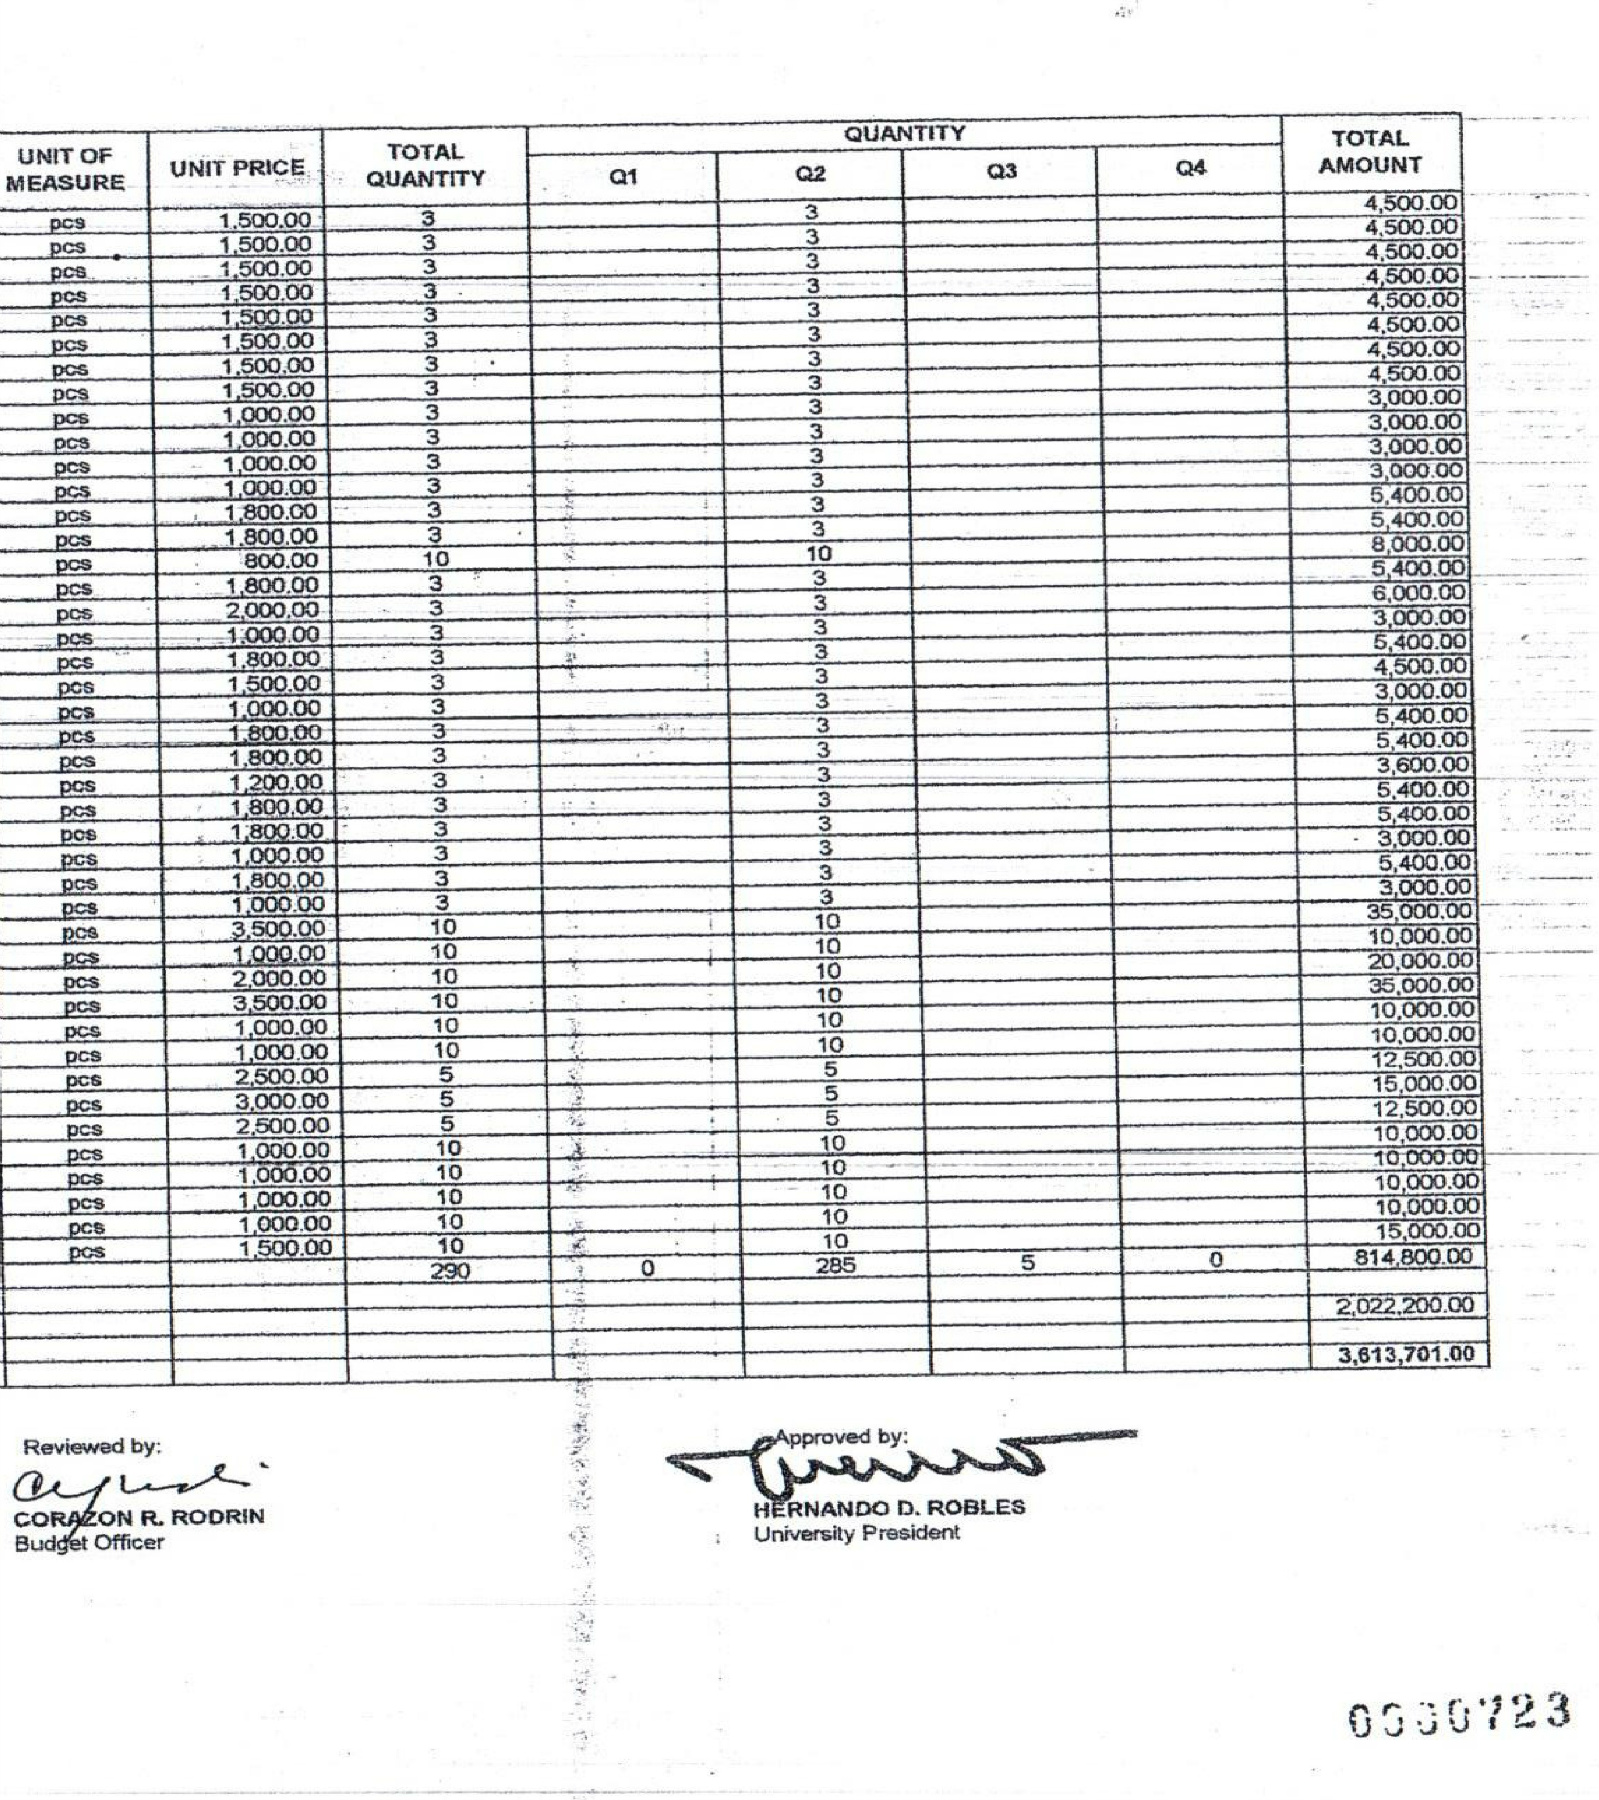 UNIT OF MEASURE UNIT PRICE TOTAL QUANTITY QUANTITY TOTAL AMOUNT
Q1 Q2 Q3 Q4
pcs 1,500.00 3 3 4,500.00
pcs 1,500.00 3 3 4,500.00
pcs 1,500.00 3 3 4,500.00
pcs 1,500.00 3 3 4,500.00
pcs 1,500.00 3 3 4,500.00
pcs 1,500.00 3 3 4,500.00
pcs 1,500.00 3 3 4,500.00
pcs 1,500.00 3 3 4,500.00
pcs 1,000.00 3 3 3,000.00
pcs 1,000.00 3 3 3,000.00
pcs 1,000.00 3 3 3,000.00
pcs 1,000.00 3 3 3,000.00
pcs 1,800.00 3 3 5,400.00
pcs 1,800.00 3 3 5,400.00
pcs 800.00 10 10 8,000.00
pcs 1,800.00 3 3 5,400.00
pcs 2,000.00 3 3 6,000.00
pcs 1,000.00 3 3 3,000.00
pcs 1,800.00 3 3 5,400.00
pcs 1,500.00 3 3 4,500.00
pcs 1,000.00 3 3 3,000.00
pcs 1,800.00 3 3 5,400.00
pcs 1,800.00 3 3 5,400.00
pcs 1,200.00 3 3 3,600.00
pcs 1,800.00 3 3 5,400.00
pcs 1,800.00 3 3 5,400.00
pcs 1,000.00 3 3 3,000.00
pcs 1,800.00 3 3 5,400.00
pcs 1,000.00 3 3 3,000.00
pcs 3,500.00 10 10 35,000.00
pcs 1,000.00 10 10 10,000.00
pcs 2,000.00 10 10 20,000.00
pcs 3,500.00 10 10 35,000.00
pcs 1,000.00 10 10 10,000.00
pcs 1,000.00 10 10 10,000.00
pcs 2,500.00 5 5 12,500.00
pcs 3,000.00 5 5 15,000.00
pcs 2,500.00 5 5 12,500.00
pcs 1,000.00 10 10 10,000.00
pcs 1,000.00 10 10 10,000.00
pcs 1,000.00 10 10 10,000.00
pcs 1,000.00 10 10 10,000.00
pcs 1,500.00 10 10 15,000.00
290 0 285 5 0 814,800.00
2,022,200.00
3,613,701.00
Reviewed by: Approved by:
CORAZON R. RODRIN HERNANDO D. ROBLES
Budget Officer University President
0000723